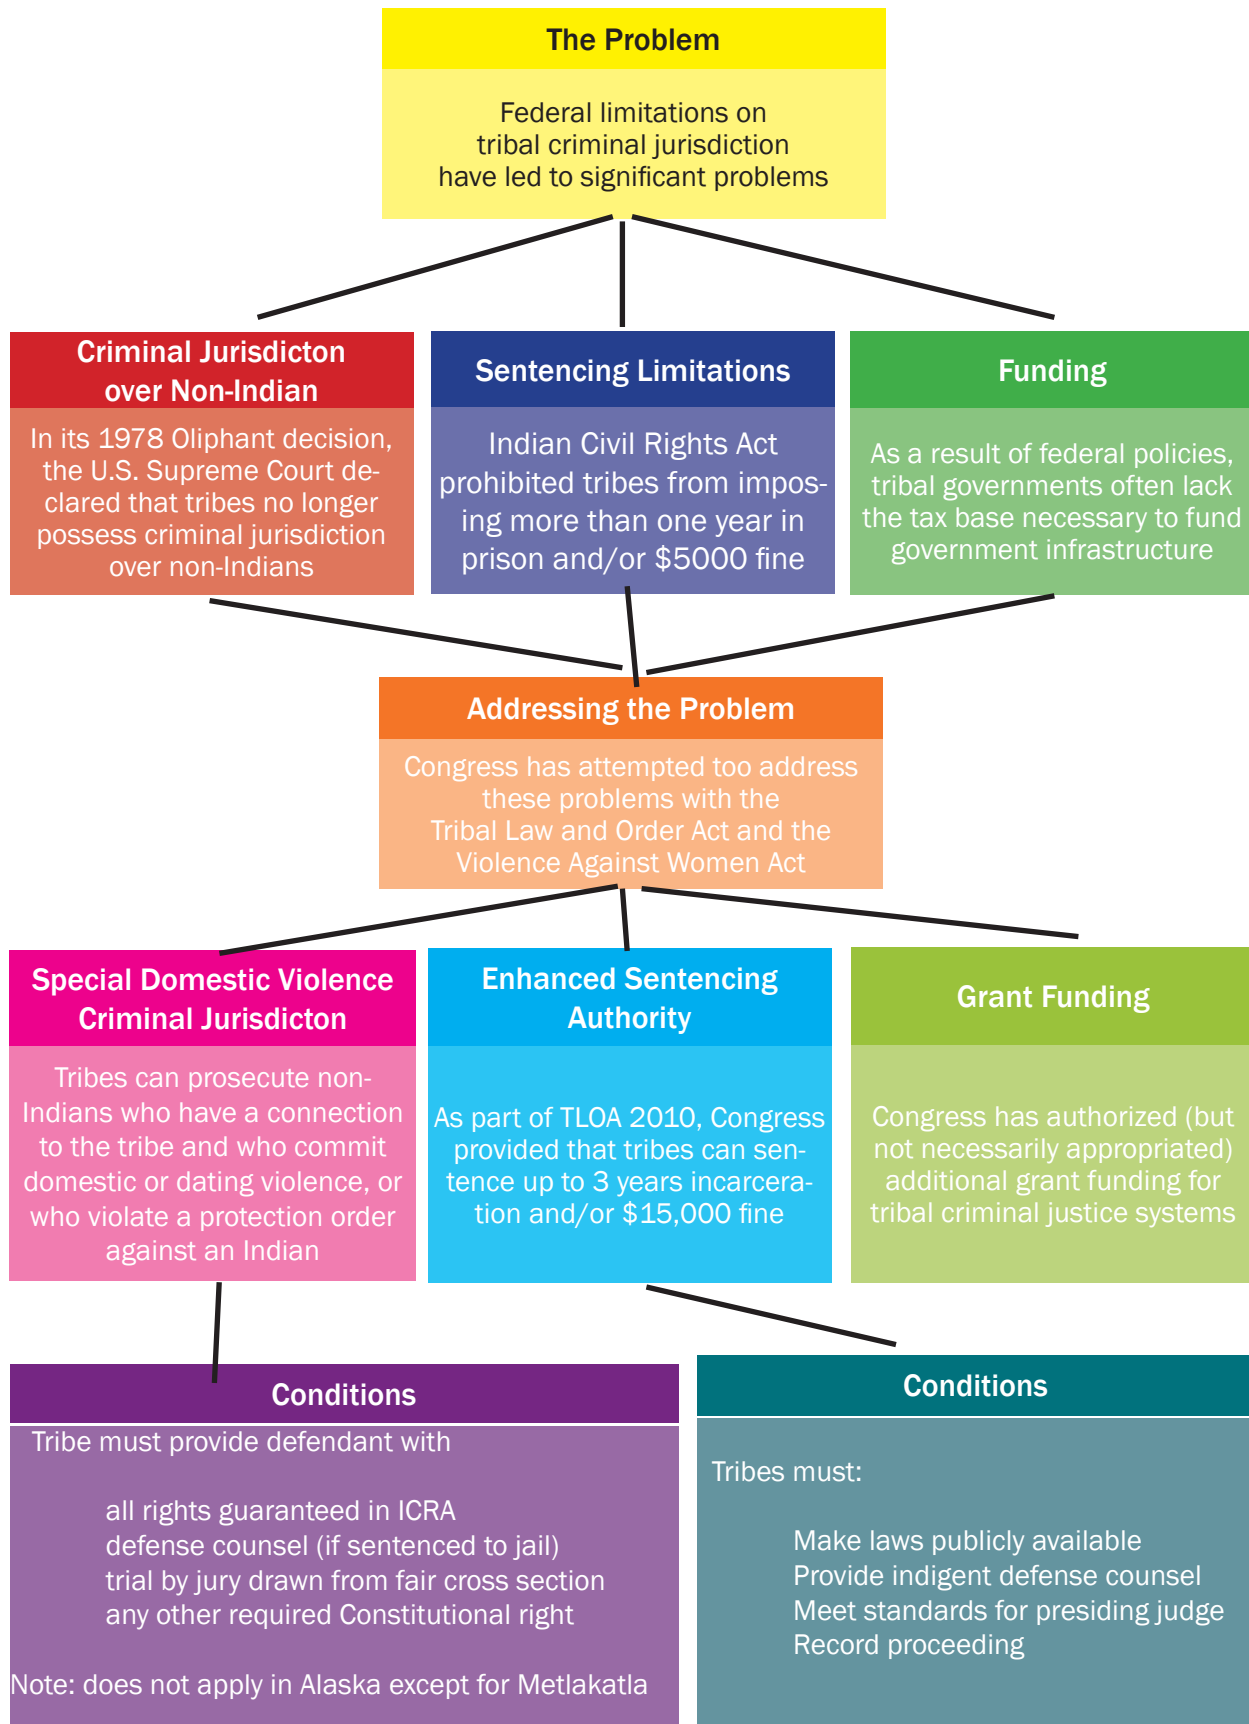 The Problem
Federal limitations on
tribal criminal jurisdiction
have led to significant problems
Criminal Jurisdicton
over Non-Indian
In its 1978 Oliphant decision,
the U.S. Supreme Court de-
clared that tribes no longer
possess criminal jurisdiction
over non-Indians
Sentencing Limitations
Indian Civil Rights Act
prohibited tribes from impos-
ing more than one year in
prison and/or $5000 fine
Funding
As a result of federal policies,
tribal governments often lack
the tax base necessary to fund
government infrastructure
Addressing the Problem
Congress has attempted too address
these problems with the
Tribal Law and Order Act and the
Violence Against Women Act
Special Domestic Violence
Criminal Jurisdicton
Tribes can prosecute non-
Indians who have a connection
to the tribe and who commit
domestic or dating violence, or
who violate a protection order
against an Indian
Enhanced Sentencing
Authority
As part of TLOA 2010, Congress
provided that tribes can sen-
tence up to 3 years incarcera-
tion and/or $15,000 fine
Grant Funding
Congress has authorized (but
not necessarily appropriated)
additional grant funding for
tribal criminal justice systems
Conditions
Tribe must provide defendant with
all rights guaranteed in ICRA
defense counsel (if sentenced to jail)
trial by jury drawn from fair cross section
any other required Constitutional right
Note: does not apply in Alaska except for Metlakatla
Conditions
Tribes must:
Make laws publicly available
Provide indigent defense counsel
Meet standards for presiding judge
Record proceeding